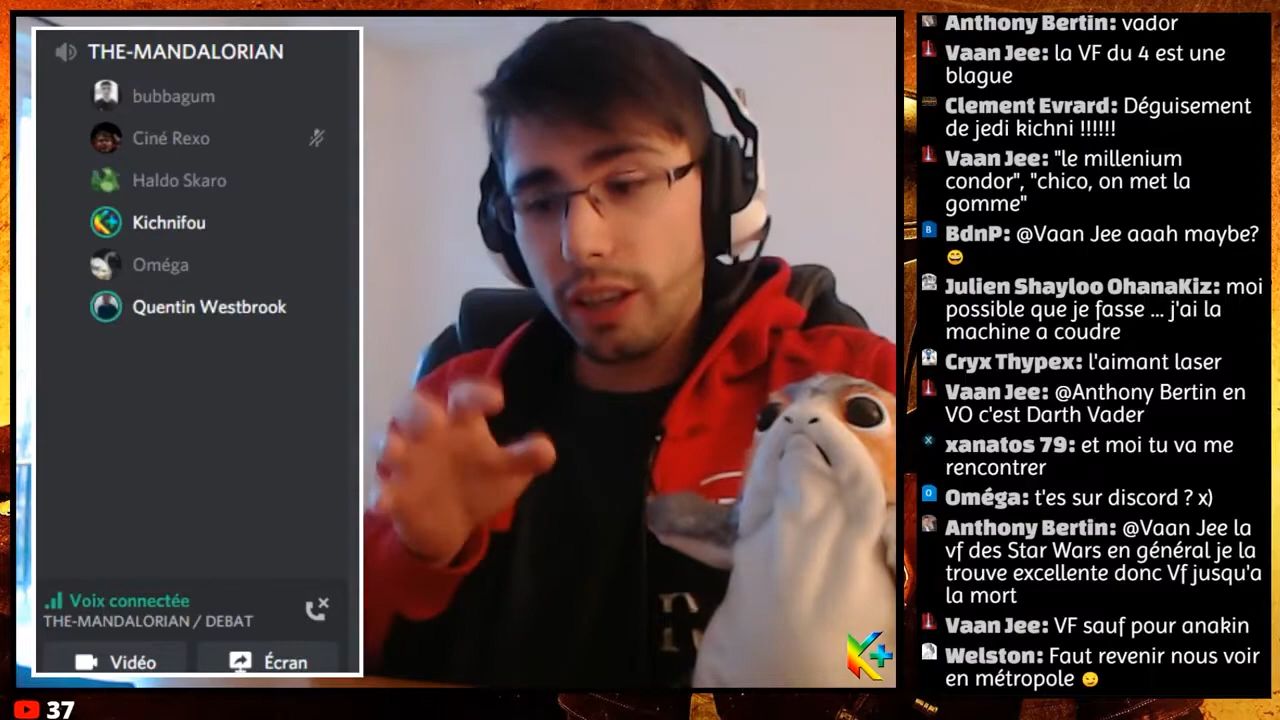 THE-MANDALORIAN
bubbagum
Ciné Rexo
Haldo Skaro
Kichnifou
Oméga
Quentin Westbrook
Voix connectée
THE-MANDALORIAN / DEBAT
Vidéo
Écran
K+
37
Anthony Bertin: vador
Vaan Jee: la VF du 4 est une
blague
Clement Evrard: Déguisement
de jedi kichni !!!!!!
Vaan Jee: "le millenium
condor", "chico, on met la
gomme"
BdnP: @Vaan Jee aaah maybe?
😄
Julien Shayloo OhanaKiz: moi
possible que je fasse ... j'ai la
machine a coudre
Cryx Thypex: l'aimant laser
Vaan Jee: @Anthony Bertin en
VO c'est Darth Vader
xanatos 79: et moi tu va me
rencontrer
Oméga: t'es sur discord ? x)
Anthony Bertin: @Vaan Jee la
vf des Star Wars en général je la
trouve excellente donc Vf jusqu'a
la mort
Vaan Jee: VF sauf pour anakin
Welston: Faut revenir nous voir
en métropole 😏